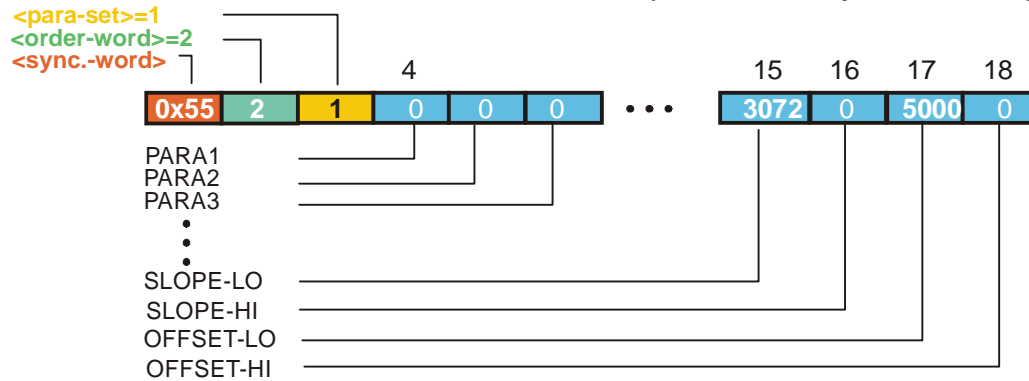 <para-set>=1
<order-word>=2
<sync.-word>
4 15 16 17 18
0x55 2 1 0 0 0 ••• 3072 0 5000 0
PARA1
PARA2
PARA3
SLOPE-LO
SLOPE-HI
OFFSET-LO
OFFSET-HI